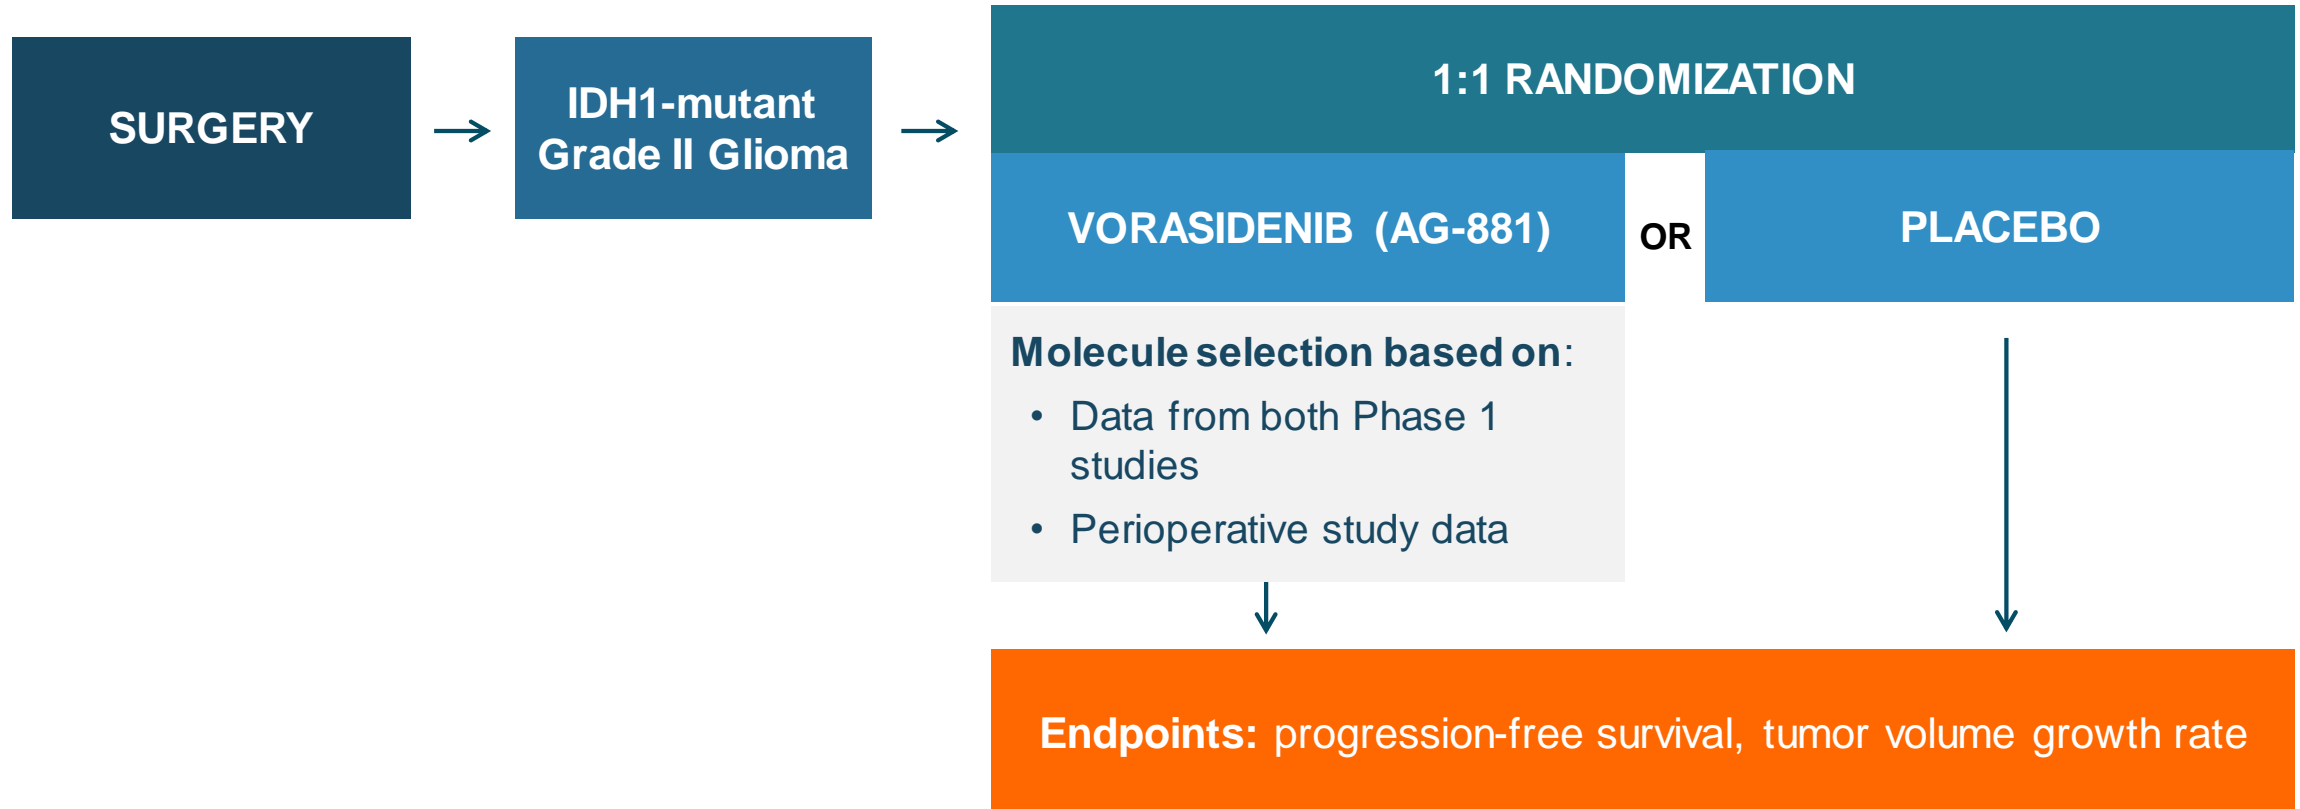 SURGERY
IDH1-mutant
Grade II Glioma
1:1 RANDOMIZATION
VORASIDENIB (AG-881)
OR
PLACEBO
Molecule selection based on:
• Data from both Phase 1
studies
• Perioperative study data
Endpoints: progression-free survival, tumor volume growth rate